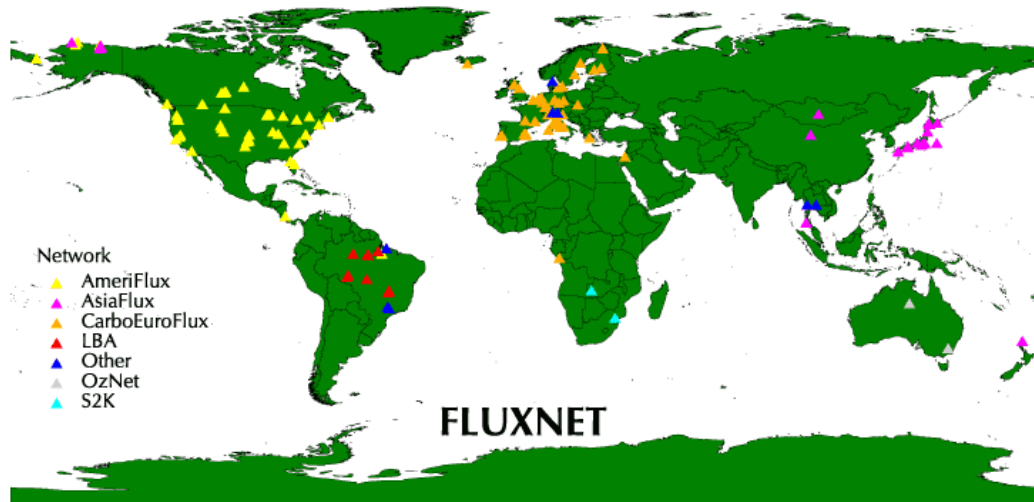 Network
AmeriFlux
AsiaFlux
CarboEuroFlux
LBA
Other
OzNet
S2K
FLUXNET